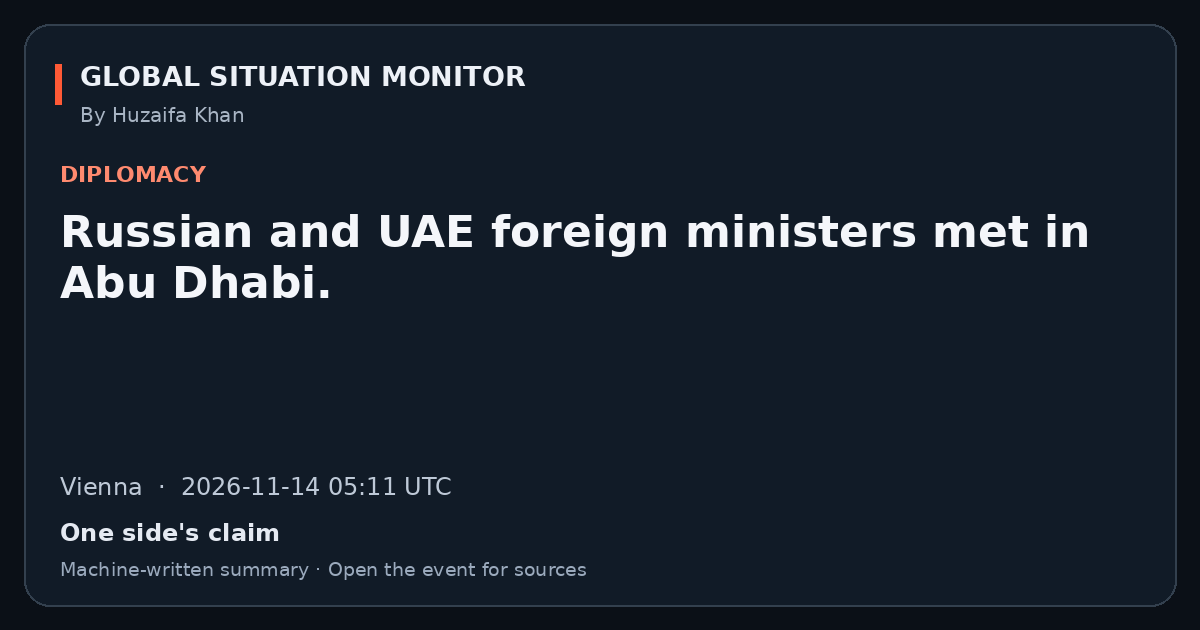 GLOBAL SITUATION MONITOR
By Huzaifa Khan
DIPLOMACY
Russian and UAE foreign ministers met in
Abu Dhabi.
Vienna · 2026-11-14 05:11 UTC
One side's claim
Machine-written summary · Open the event for sources